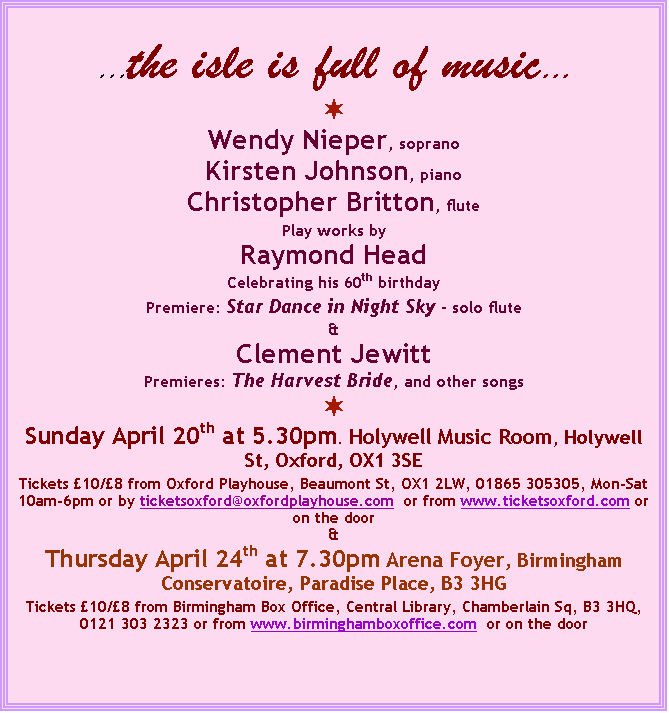 ...the isle is full of music...
Wendy Nieper, soprano
Kirsten Johnson, piano
Christopher Britton, flute
Play works by
Raymond Head
Celebrating his 60th birthday
Premiere: Star Dance in Night Sky - solo flute
&
Clement Jewitt
Premieres: The Harvest Bride, and other songs
Sunday April 20th at 5.30pm. Holywell Music Room, Holywell
St, Oxford, OX1 3SE
Tickets £10/£8 from Oxford Playhouse, Beaumont St, OX1 2LW, 01865 305305, Mon-Sat
10am-6pm or by ticketsoxford@oxfordplayhouse.com or from www.ticketsoxford.com or
on the door
&
Thursday April 24th at 7.30pm Arena Foyer, Birmingham
Conservatoire, Paradise Place, B3 3HG
Tickets £10/£8 from Birmingham Box Office, Central Library, Chamberlain Sq, B3 3HQ,
0121 303 2323 or from www.birminghamboxoffice.com or on the door